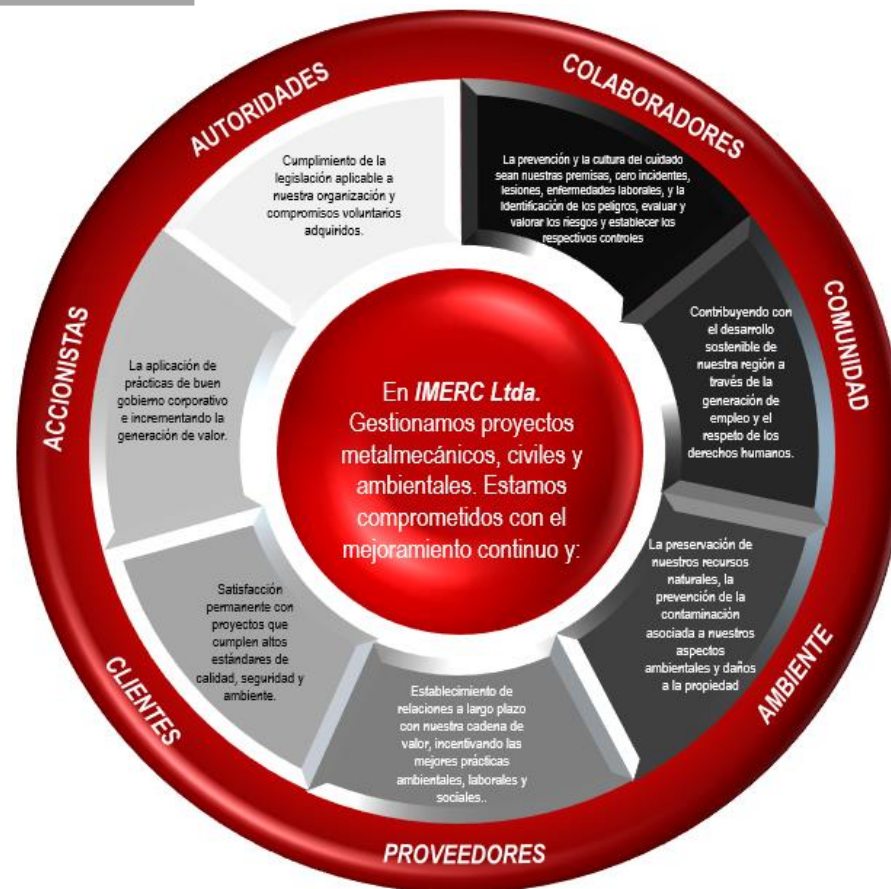 AUTORIDADES
Cumplimiento de la
legislación aplicable a
nuestra organización y
compromisos voluntarios
adquiridos.
COLABORADORES
La prevención y la cultura del cuidado
sean nuestras premisas, cero incidentes,
lesiones, enfermedades laborales, y la
Identificación de los peligros, evaluar y
valorar los riesgos y establecer los
respectivos controles
COMUNIDAD
Contribuyendo con
el desarrollo
sostenible de
nuestra región a
través de la
generación de
empleo y el
respeto de los
derechos humanos.
AMBIENTE
La preservación de
nuestros recursos
naturales, la
prevención de la
contaminación
asociada a nuestros
aspectos
ambientales y daños
a la propiedad
PROVEEDORES
Establecimiento de
relaciones a largo plazo
con nuestra cadena de
valor, incentivando las
mejores prácticas
ambientales, laborales y
sociales..
CLIENTES
Satisfacción
permanente con
proyectos que
cumplen altos
estándares de
calidad, seguridad y
ambiente.
ACCIONISTAS
La aplicación de
prácticas de buen
gobierno corporativo
e incrementando la
generación de valor.
En IMERC Ltda.
Gestionamos proyectos
metalmecánicos, civiles y
ambientales. Estamos
comprometidos con el
mejoramiento continuo y: